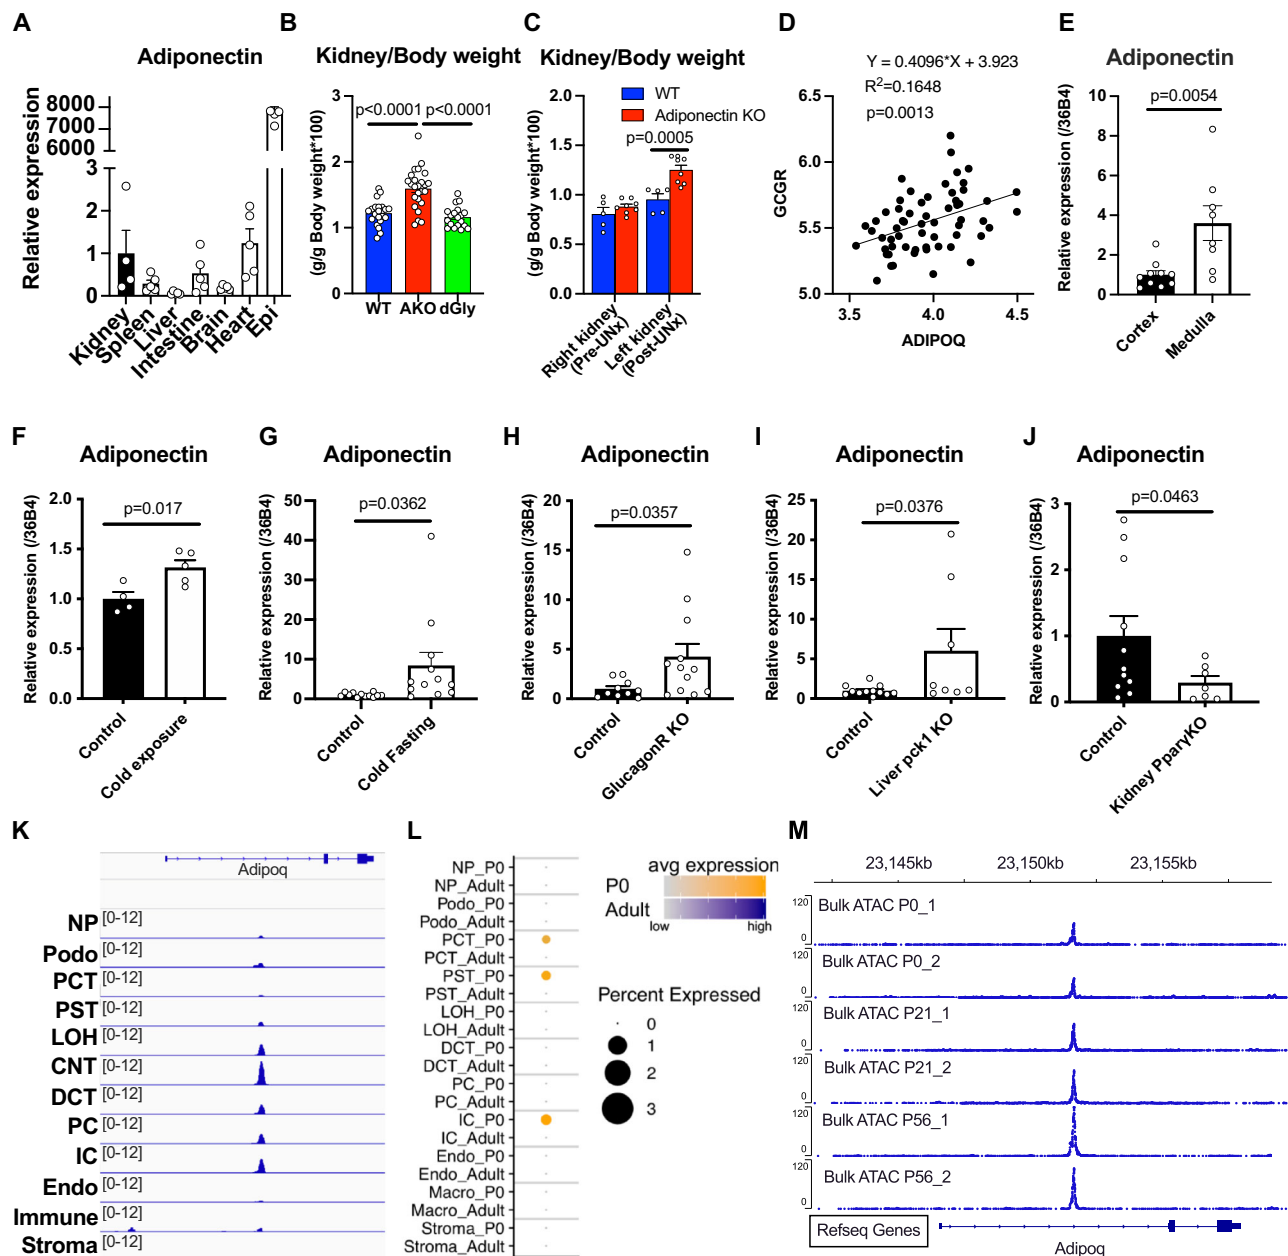 A
Adiponectin
Relative expression
8000
7000
6000
3
2
1
0
Kidney
Spleen
Liver
Intestine
Brain
Heart
Epi
B
Kidney/Body weight
(g/g Body weight*100)
3
2
1
0
p<0.0001
p<0.0001
WT
AKO
dGly
C
Kidney/Body weight
WT
Adiponectin KO
(g/g Body weight*100)
2.0
1.5
1.0
0.5
0.0
p=0.0005
Right kidney
(Pre-UNx)
Left kidney
(Post-UNx)
D
Y = 0.4096*X + 3.923
R²=0.1648
p=0.0013
GCGR
6.5
6.0
5.5
5.0
3.5
4.0
4.5
ADIPOQ
E
Adiponectin
Relative expression (/36B4)
10
8
6
4
2
0
p=0.0054
Cortex
Medulla
F
Adiponectin
Relative expression (/36B4)
2.0
1.5
1.0
0.5
0.0
p=0.017
Control
Cold exposure
G
Adiponectin
Relative expression (/36B4)
50
40
30
20
10
0
p=0.0362
Control
Cold Fasting
H
Adiponectin
Relative expression (/36B4)
20
15
10
5
0
p=0.0357
Control
GlucagonR KO
I
Adiponectin
Relative expression (/36B4)
25
20
15
10
5
0
p=0.0376
Control
Liver pck1 KO
J
Adiponectin
Relative expression (/36B4)
3
2
1
0
p=0.0463
Control
Kidney PparγKO
K
Adipoq
NP [0-12]
Podo [0-12]
PCT [0-12]
PST [0-12]
LOH [0-12]
CNT [0-12]
DCT [0-12]
PC [0-12]
IC [0-12]
Endo [0-12]
Immune [0-12]
Stroma [0-12]
L
NP_P0
NP_Adult
Podo_P0
Podo_Adult
PCT_P0
PCT_Adult
PST_P0
PST_Adult
LOH_P0
LOH_Adult
DCT_P0
DCT_Adult
PC_P0
PC_Adult
IC_P0
IC_Adult
Endo_P0
Endo_Adult
Macro_P0
Macro_Adult
Stroma_P0
Stroma_Adult
avg expression
P0
Adult
low
high
Percent Expressed
0
1
2
3
M
23,145kb
23,150kb
23,155kb
120
Bulk ATAC P0_1
0
Bulk ATAC P0_2
0
120
Bulk ATAC P21_1
0
120
Bulk ATAC P21_2
0
120
Bulk ATAC P56_1
0
120
Bulk ATAC P56_2
0
Refseq Genes
Adipoq